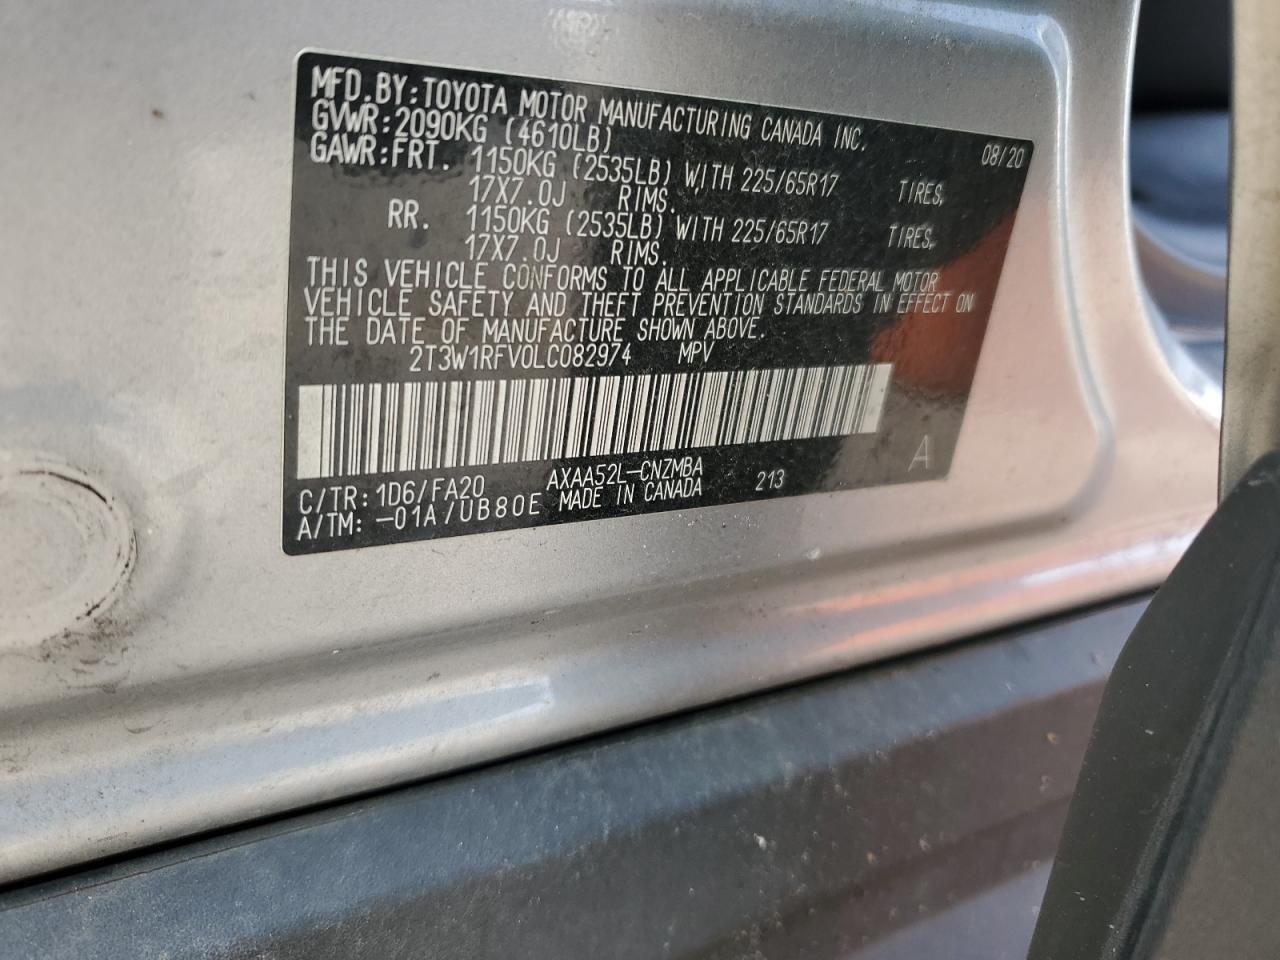 MFD.BY:TOYOTA MOTOR MANUFACTURING CANADA INC. 08/20
GVWR:2090KG (4610LB)
GAWR:FRT. 1150KG (2535LB) WITH 225/65R17 TIRES,
17X7.0J RIMS.
RR. 1150KG (2535LB) WITH 225/65R17 TIRES,
17X7.0J RIMS.
THIS VEHICLE CONFORMS TO ALL APPLICABLE FEDERAL MOTOR
VEHICLE SAFETY AND THEFT PREVENTION STANDARDS IN EFFECT ON
THE DATE OF MANUFACTURE SHOWN ABOVE.
2T3W1RFV0LC082974 MPV
C/TR: 1D6/FA20 AXAA52L-CNZMBA 213 A
A/TM: -01A/UB80E MADE IN CANADA